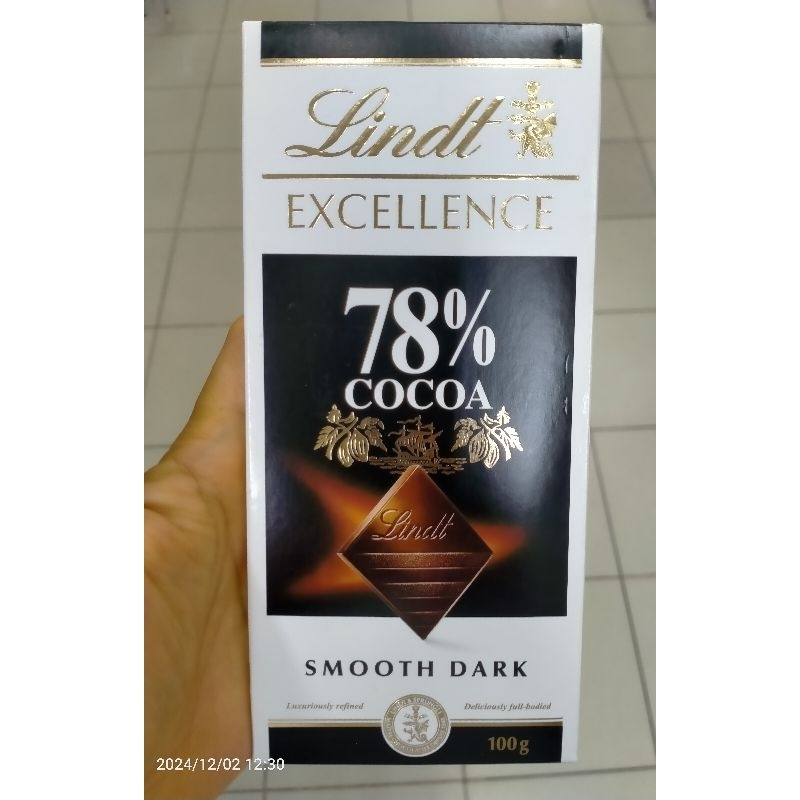 Lindt
EXCELLENCE
78%
COCOA
Lindt
SMOOTH DARK
Luxuriously refined
Deliciously full-bodied
100g
2024/12/02 12:30